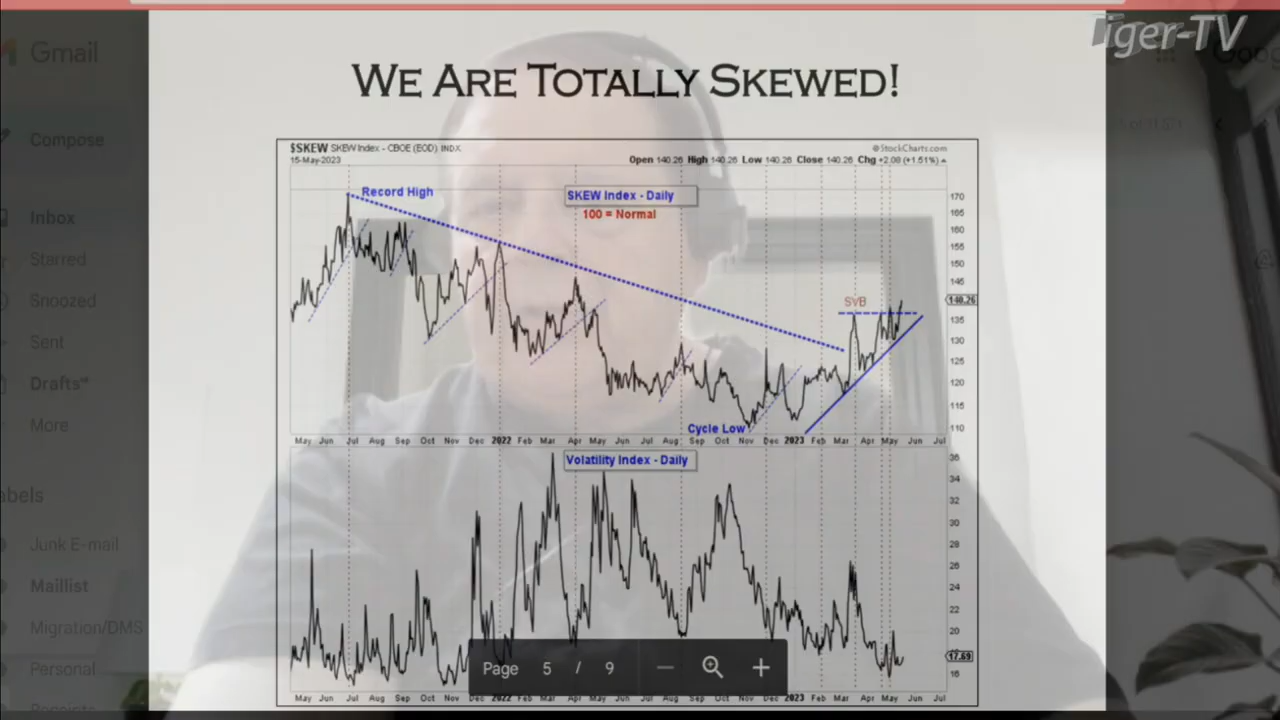 Tiger-TV
Gmail
WE ARE TOTALLY SKEWED!
Compose
Inbox
Starred
Snoozed
Sent
Drafts
More
Junk E-mail
Maillist
Migration/DMS
Personal
$SKEW SKEW Index - CBOE (EOD) INDX
@StockCharts.com
15-May-2023
Open 140.26 High 140.26 Low 140.26 Close 140.26 Chg +2.08 (+1.51%)
Record High
SKEW Index - Daily
100 = Normal
SVB
Cycle Low
170
165
160
155
150
145
140.26
135
130
125
120
115
110
May Jun Jul Aug Sep Oct Nov Dec 2022 Feb Mar Apr May Jun Jul Aug Sep Oct Nov Dec 2023 Feb Mar Apr May Jun Jul
Volatility Index - Daily
36
34
32
30
28
26
24
22
20
17.69
16
May Jun Jul Aug Sep Oct Nov Dec 2022 Feb Mar Apr May Jun Jul Aug Sep Oct Nov Dec 2023 Feb Mar Apr May Jun Jul
Page 5 / 9